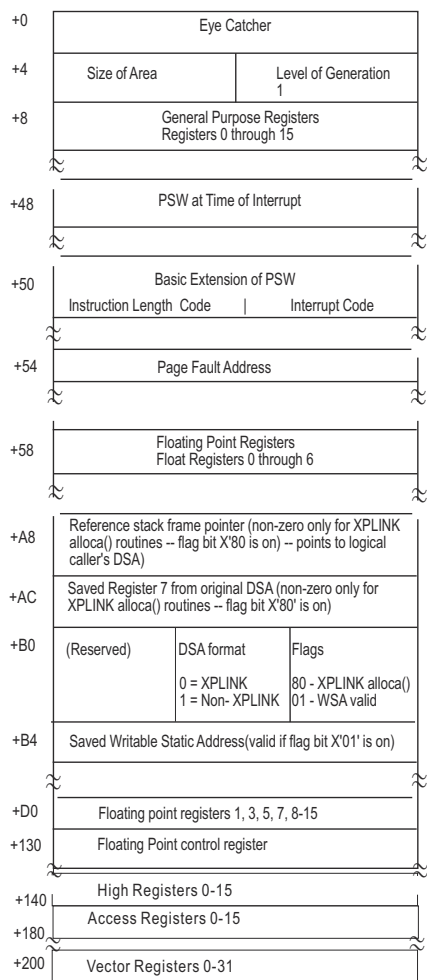 +0 Eye Catcher
+4 Size of Area Level of Generation
1
+8 General Purpose Registers
Registers 0 through 15
+48 PSW at Time of Interrupt
+50 Basic Extension of PSW
Instruction Length Code | Interrupt Code
+54 Page Fault Address
+58 Floating Point Registers
Float Registers 0 through 6
+A8 Reference stack frame pointer (non-zero only for XPLINK
alloca() routines -- flag bit X'80 is on) -- points to logical
caller's DSA)
+AC Saved Register 7 from original DSA (non-zero only for
XPLINK alloca() routines -- flag bit X'80' is on)
+B0 (Reserved) DSA format Flags
0 = XPLINK 80 - XPLINK alloca()
1 = Non- XPLINK 01 - WSA valid
+B4 Saved Writable Static Address(valid if flag bit X'01' is on)
+D0 Floating point registers 1, 3, 5, 7, 8-15
+130 Floating Point control register
+140 High Registers 0-15
Access Registers 0-15
+180
+200 Vector Registers 0-31